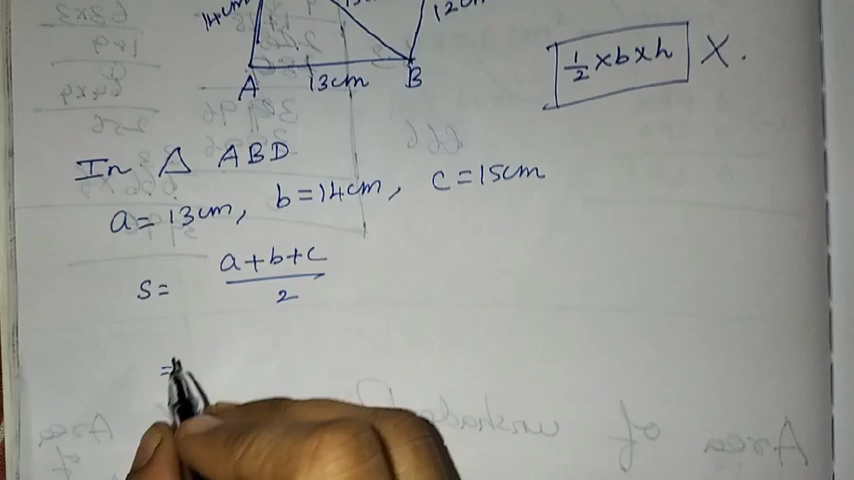 14cm
12cm
A 13cm B
1/2 × b × h X.
In △ ABD
a = 13cm, b = 14cm, c = 15cm
S = a+b+c / 2
=